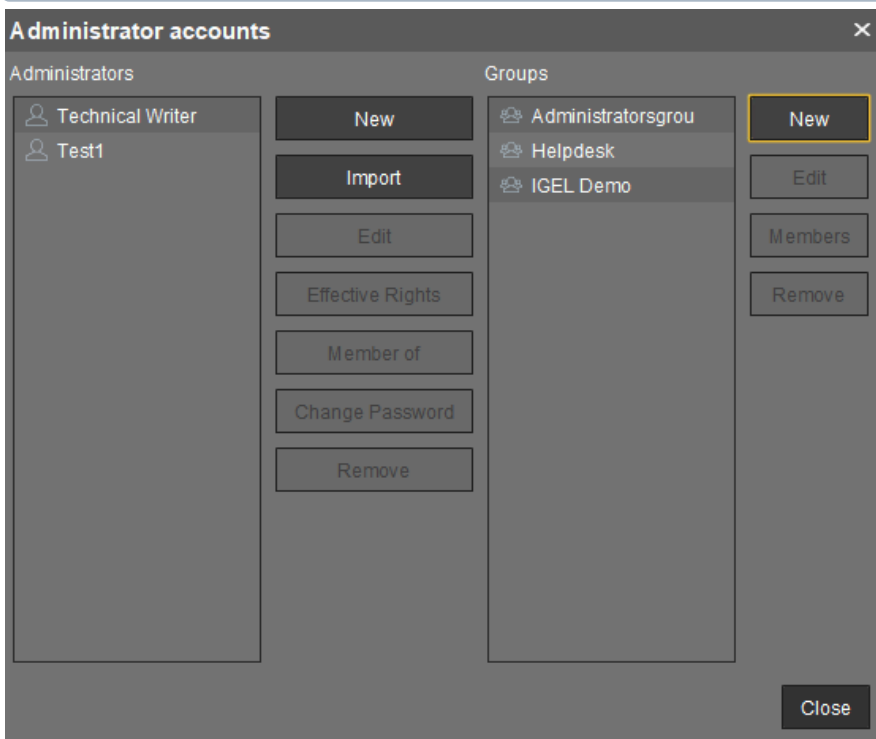 Administrator accounts
Administrators
Groups
Technical Writer
Test1
New
Import
Edit
Effective Rights
Member of
Change Password
Remove
Administratorsgrou
Helpdesk
IGEL Demo
New
Edit
Members
Remove
Close